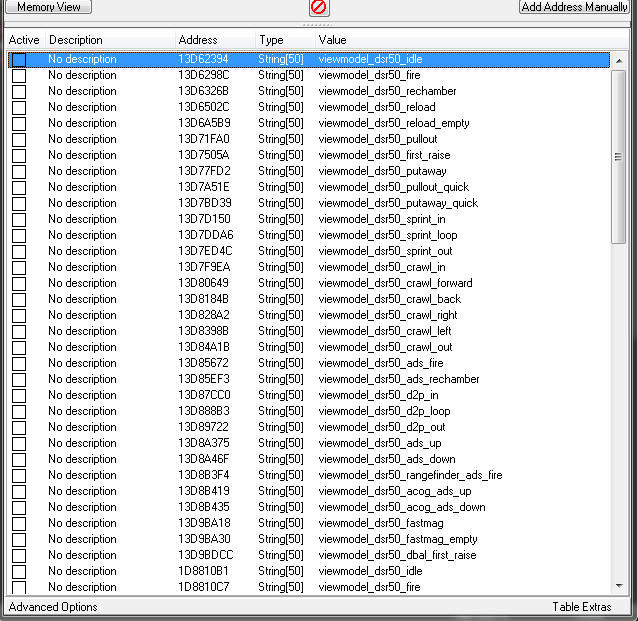 Memory View Add Address Manually
Active Description Address Type Value
No description 13D62394 String[50] viewmodel_dsr50_idle
No description 13D6298C String[50] viewmodel_dsr50_fire
No description 13D6326B String[50] viewmodel_dsr50_rechamber
No description 13D6502C String[50] viewmodel_dsr50_reload
No description 13D6A5B9 String[50] viewmodel_dsr50_reload_empty
No description 13D71FA0 String[50] viewmodel_dsr50_pullout
No description 13D7505A String[50] viewmodel_dsr50_first_raise
No description 13D77FD2 String[50] viewmodel_dsr50_putaway
No description 13D7A51E String[50] viewmodel_dsr50_pullout_quick
No description 13D7BD39 String[50] viewmodel_dsr50_putaway_quick
No description 13D7D150 String[50] viewmodel_dsr50_sprint_in
No description 13D7DDA6 String[50] viewmodel_dsr50_sprint_loop
No description 13D7ED4C String[50] viewmodel_dsr50_sprint_out
No description 13D7F9EA String[50] viewmodel_dsr50_crawl_in
No description 13D80649 String[50] viewmodel_dsr50_crawl_forward
No description 13D8184B String[50] viewmodel_dsr50_crawl_back
No description 13D828A2 String[50] viewmodel_dsr50_crawl_right
No description 13D8398B String[50] viewmodel_dsr50_crawl_left
No description 13D84A1B String[50] viewmodel_dsr50_crawl_out
No description 13D85672 String[50] viewmodel_dsr50_ads_fire
No description 13D85EF3 String[50] viewmodel_dsr50_ads_rechamber
No description 13D87CC0 String[50] viewmodel_dsr50_d2p_in
No description 13D888B3 String[50] viewmodel_dsr50_d2p_loop
No description 13D89722 String[50] viewmodel_dsr50_d2p_out
No description 13D8A375 String[50] viewmodel_dsr50_ads_up
No description 13D8A46F String[50] viewmodel_dsr50_ads_down
No description 13D8B3F4 String[50] viewmodel_dsr50_rangefinder_ads_fire
No description 13D8B419 String[50] viewmodel_dsr50_acog_ads_up
No description 13D8B435 String[50] viewmodel_dsr50_acog_ads_down
No description 13D9BA18 String[50] viewmodel_dsr50_fastmag
No description 13D9BA30 String[50] viewmodel_dsr50_fastmag_empty
No description 13D9BDCC String[50] viewmodel_dsr50_dbal_first_raise
No description 1D8810B1 String[50] viewmodel_dsr50_idle
No description 1D8810C7 String[50] viewmodel_dsr50_fire
Advanced Options Table Extras